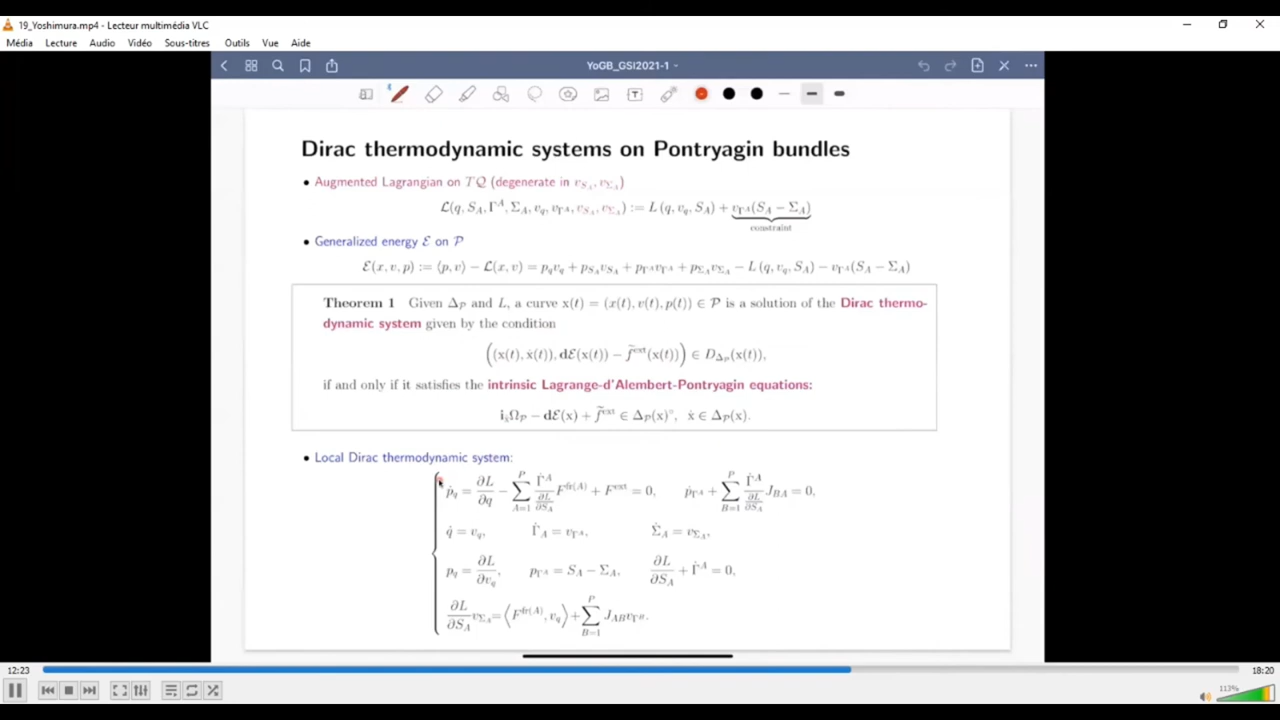 19_Yoshimura.mp4 - Lecteur multimédia VLC
Média Lecture Audio Vidéo Sous-titres Outils Vue Aide
YoGB_GSI2021-1
Dirac thermodynamic systems on Pontryagin bundles
• Augmented Lagrangian on TQ (degenerate in v_{S_A}, v_{Σ_A})
ℒ(q, S_A, Γ^A, Σ_A, v_q, v_{Γ^A}, v_{S_A}, v_{Σ_A}) := L(q, v_q, S_A) + v_{Γ^A}(S_A − Σ_A)
constraint
• Generalized energy ℰ on 𝒫
ℰ(x, v, p) := ⟨p, v⟩ − ℒ(x, v) = p_q v_q + p_{S_A} v_{S_A} + p_{Γ^A} v_{Γ^A} + p_{Σ_A} v_{Σ_A} − L(q, v_q, S_A) − v_{Γ^A}(S_A − Σ_A)
Theorem 1 Given Δ_𝒫 and L, a curve x(t) = (x(t), v(t), p(t)) ∈ 𝒫 is a solution of the Dirac thermo-
dynamic system given by the condition
((x(t), ẋ(t)), dℰ(x(t)) − f̃^{ext}(x(t))) ∈ D_{Δ_𝒫}(x(t)),
if and only if it satisfies the intrinsic Lagrange-d'Alembert-Pontryagin equations:
i_ẋ Ω_𝒫 − dℰ(x) + f̃^{ext} ∈ Δ_𝒫(x)°, ẋ ∈ Δ_𝒫(x).
• Local Dirac thermodynamic system:
ṗ_q = ∂L/∂q − ∑_{A=1}^{P} Γ̇^A/(∂L/∂S_A) F^{fr(A)} + F^{ext} = 0, ṗ_{Γ^A} + ∑_{B=1}^{P} Γ̇^A/(∂L/∂S_A) J_{BA} = 0,
q̇ = v_q, Γ̇_A = v_{Γ^A}, Σ̇_A = v_{Σ_A},
p_q = ∂L/∂v_q, p_{Γ^A} = S_A − Σ_A, ∂L/∂S_A + Γ̇^A = 0,
∂L/∂S_A v_{Σ_A} = ⟨F^{fr(A)}, v_q⟩ + ∑_{B=1}^{P} J_{AB} v_{Γ^B}.
12:23 18:20
113%